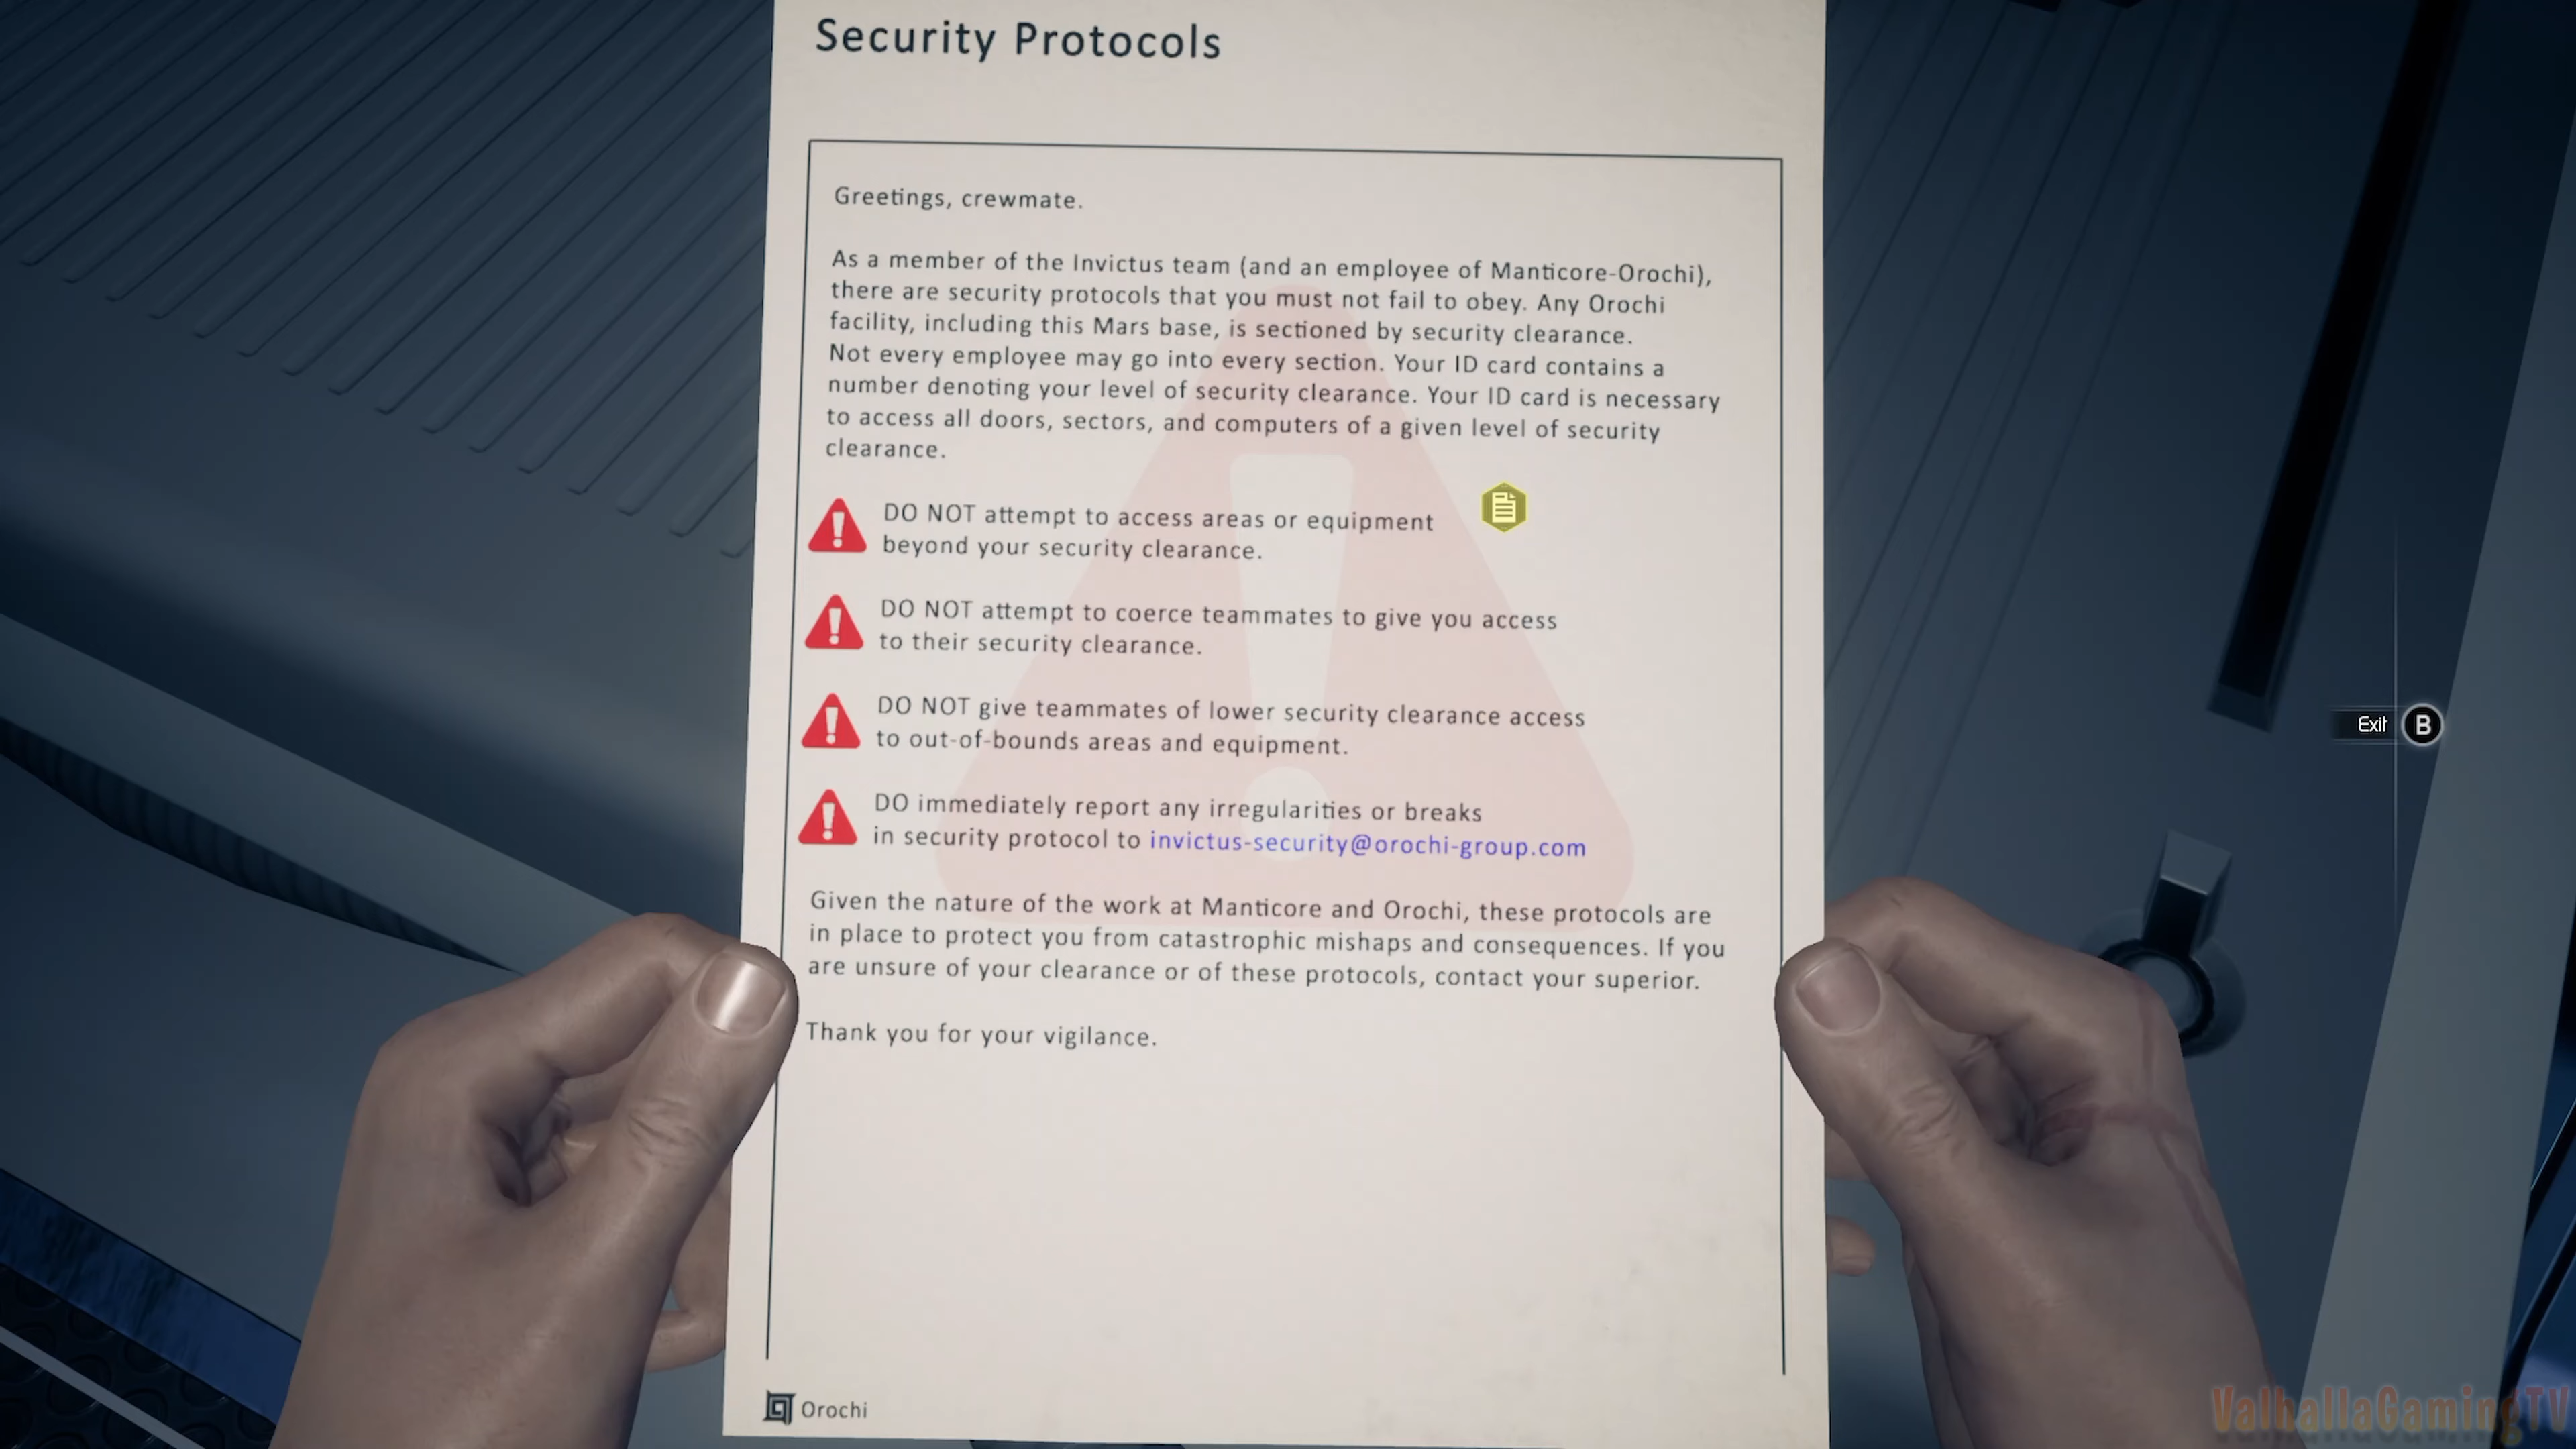 Security Protocols
Greetings, crewmate.
As a member of the Invictus team (and an employee of Manticore-Orochi),
there are security protocols that you must not fail to obey. Any Orochi
facility, including this Mars base, is sectioned by security clearance.
Not every employee may go into every section. Your ID card contains a
number denoting your level of security clearance. Your ID card is necessary
to access all doors, sectors, and computers of a given level of security
clearance.
DO NOT attempt to access areas or equipment
beyond your security clearance.
DO NOT attempt to coerce teammates to give you access
to their security clearance.
DO NOT give teammates of lower security clearance access
to out-of-bounds areas and equipment.
DO immediately report any irregularities or breaks
in security protocol to invictus-security@orochi-group.com
Given the nature of the work at Manticore and Orochi, these protocols are
in place to protect you from catastrophic mishaps and consequences. If you
are unsure of your clearance or of these protocols, contact your superior.
Thank you for your vigilance.
Orochi
Exit B
ValhallaGamingTV